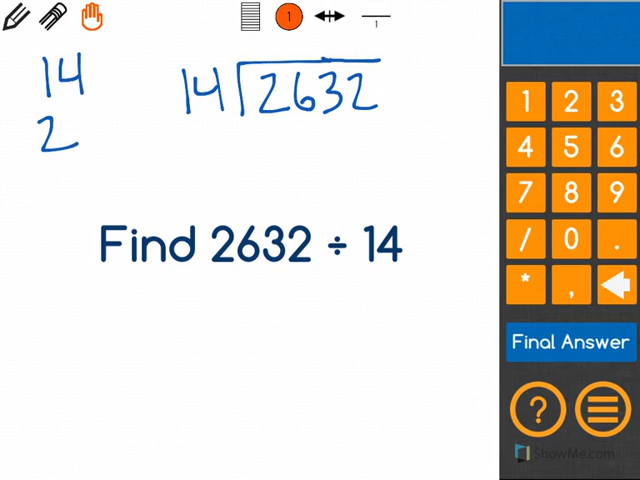 1
1
14
2
14 2632
Find 2632 ÷ 14
1 2 3
4 5 6
7 8 9
/ 0 .
* ,
Final Answer
?
ShowMe.com